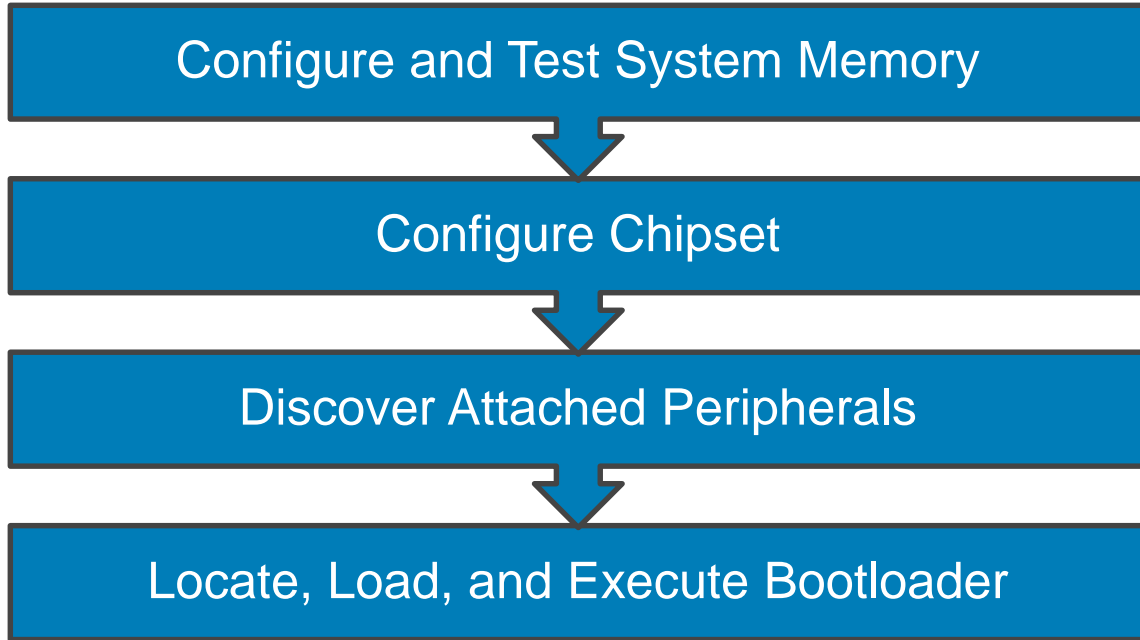 Configure and Test System Memory
Configure Chipset
Discover Attached Peripherals
Locate, Load, and Execute Bootloader